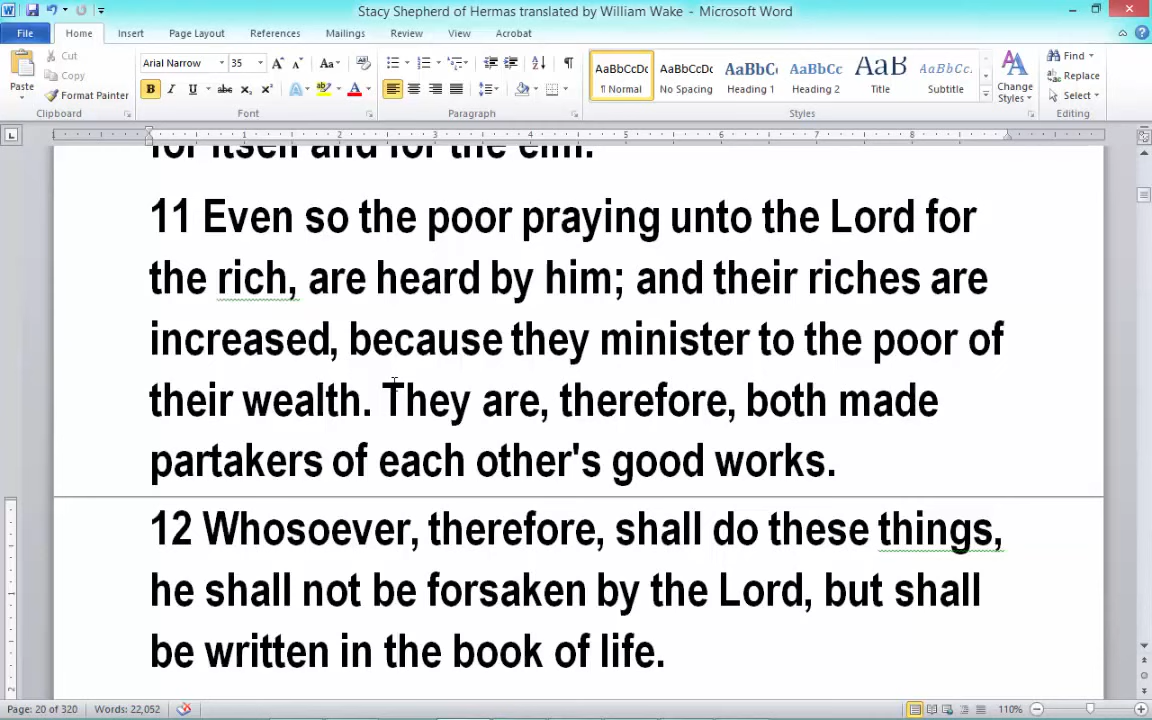 Stacy Shepherd of Hermas translated by William Wake - Microsoft Word
File Home Insert Page Layout References Mailings Review View Acrobat
Paste Cut Copy Format Painter
Arial Narrow 35
AaBbCcDc AaBbCcDc AaBbC AaBbCc AaB AaBbCc.
¶ Normal No Spacing Heading 1 Heading 2 Title Subtitle
Change Styles
Find Replace Select
Clipboard Font Paragraph Styles Editing
for itself and for the elm.
11 Even so the poor praying unto the Lord for
the rich, are heard by him; and their riches are
increased, because they minister to the poor of
their wealth. They are, therefore, both made
partakers of each other's good works.
12 Whosoever, therefore, shall do these things,
he shall not be forsaken by the Lord, but shall
be written in the book of life.
Page: 20 of 320 Words: 22,052 110%